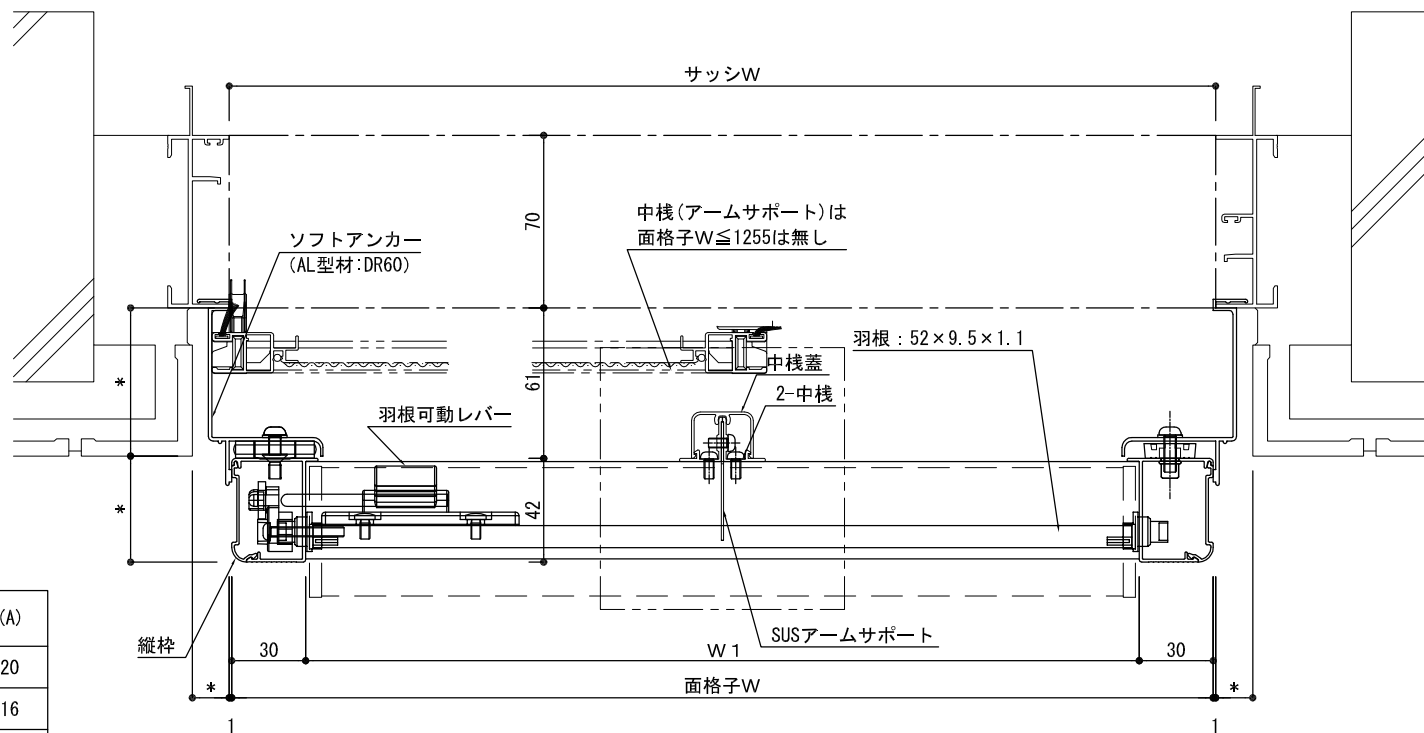 サッシW
70
中桟(アームサポート)は
面格子W≦1255は無し
ソフトアンカー
(AL型材:DR60)
羽根：52×9.5×1.1
*
61
中桟蓋
2-中桟
羽根可動レバー
*
42
(A)
20
16
縦枠
30
W1
SUSアームサポート
30
*
面格子W
*
1
1